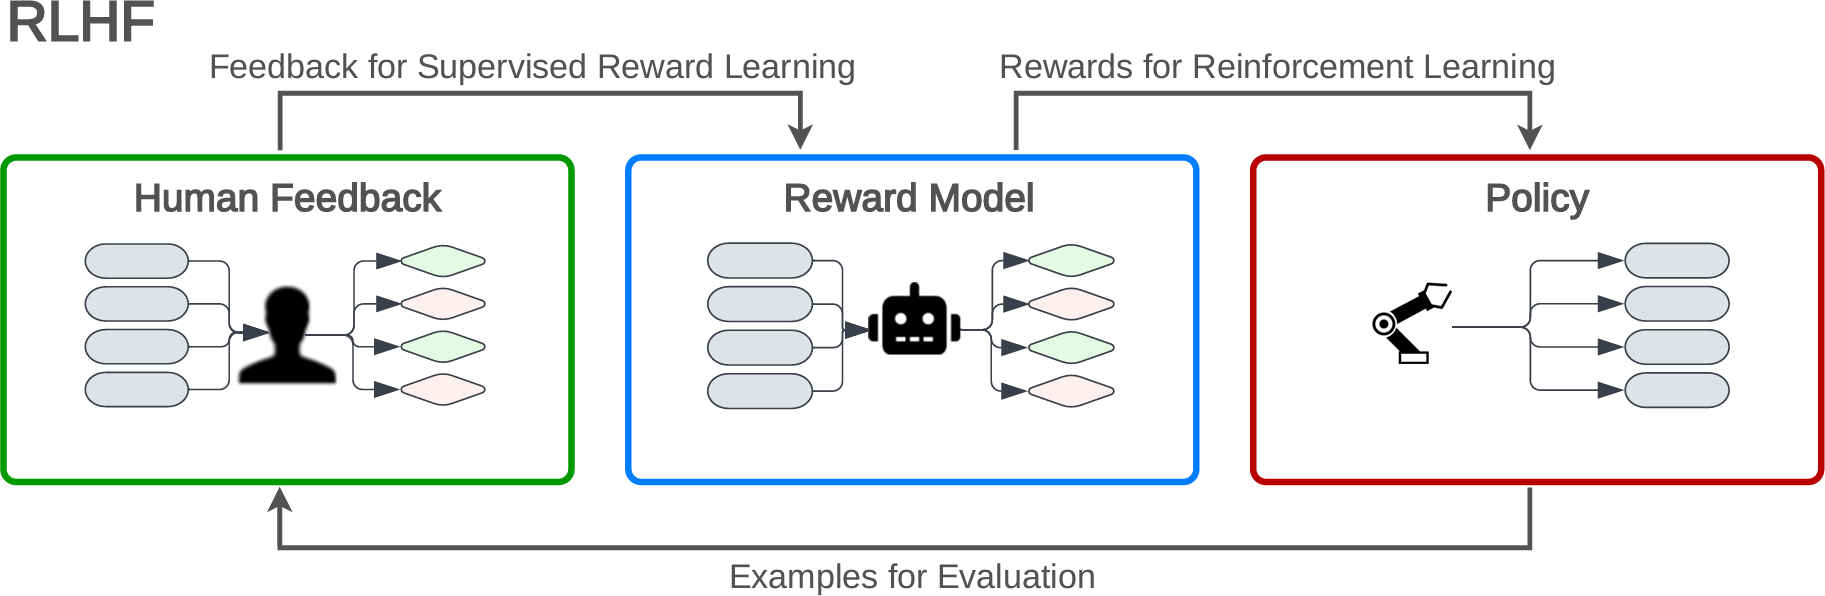 RLHF
Feedback for Supervised Reward Learning
Rewards for Reinforcement Learning
Human Feedback
Reward Model
Policy
Examples for Evaluation